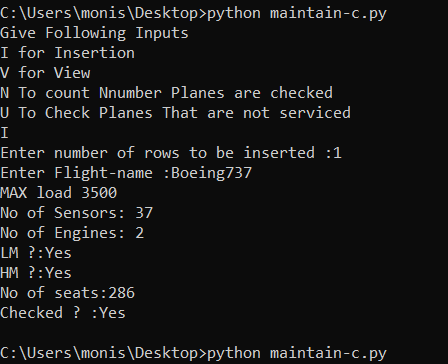 C:\Users\monis\Desktop>python maintain-c.py
Give Following Inputs
I for Insertion
V for View
N To count Nnumber Planes are checked
U To Check Planes That are not serviced
I
Enter number of rows to be inserted :1
Enter Flight-name :Boeing737
MAX load 3500
No of Sensors: 37
No of Engines: 2
LM ?:Yes
HM ?:Yes
No of seats:286
Checked ? :Yes
C:\Users\monis\Desktop>python maintain-c.py